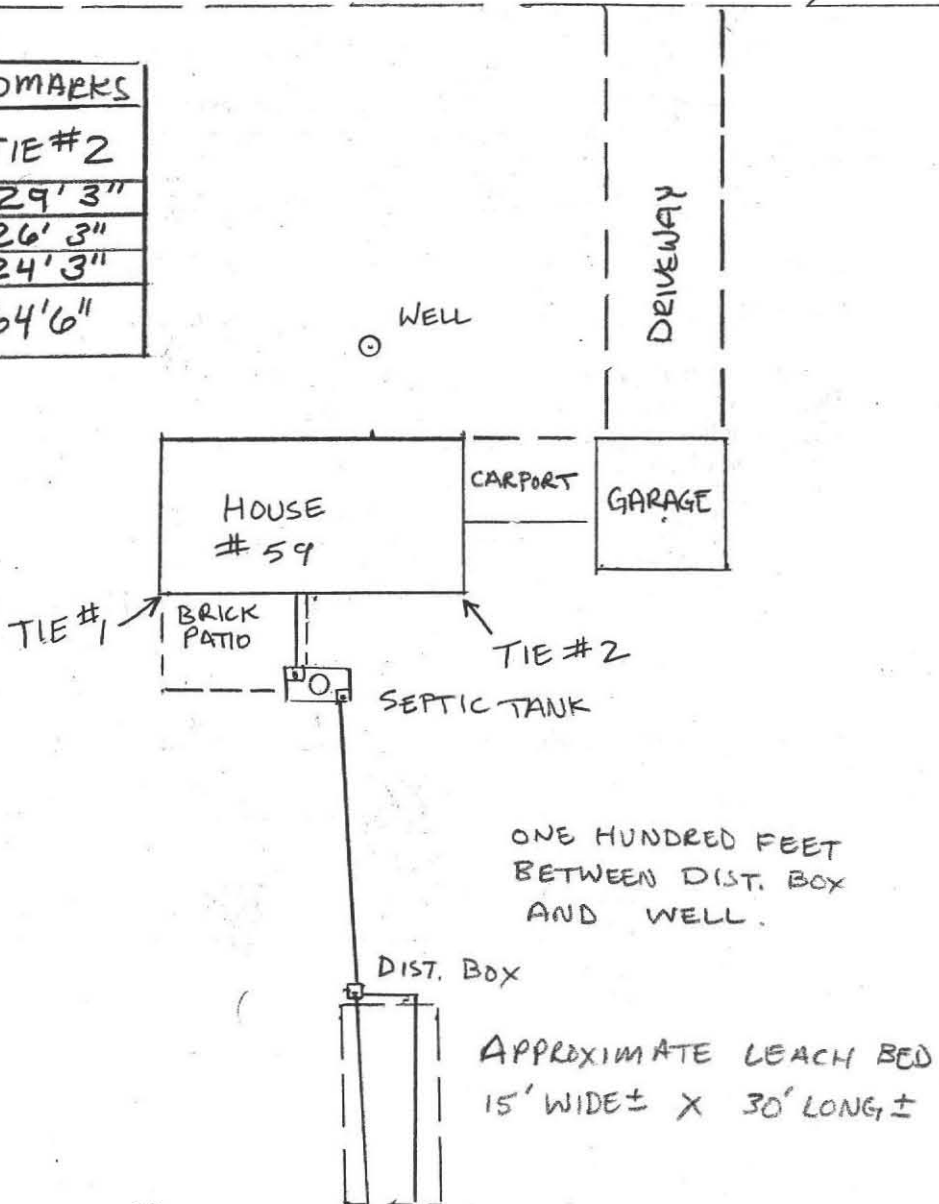 DMARKS
TIE #2
29' 3"
26' 3"
24' 3"
64'6"
WELL
DRIVEWAY
HOUSE
# 59
CARPORT
GARAGE
TIE #1
BRICK
PATIO
TIE #2
SEPTIC TANK
ONE HUNDRED FEET
BETWEEN DIST. BOX
AND WELL.
DIST. BOX
APPROXIMATE LEACH BED
15' WIDE± X 30' LONG,±